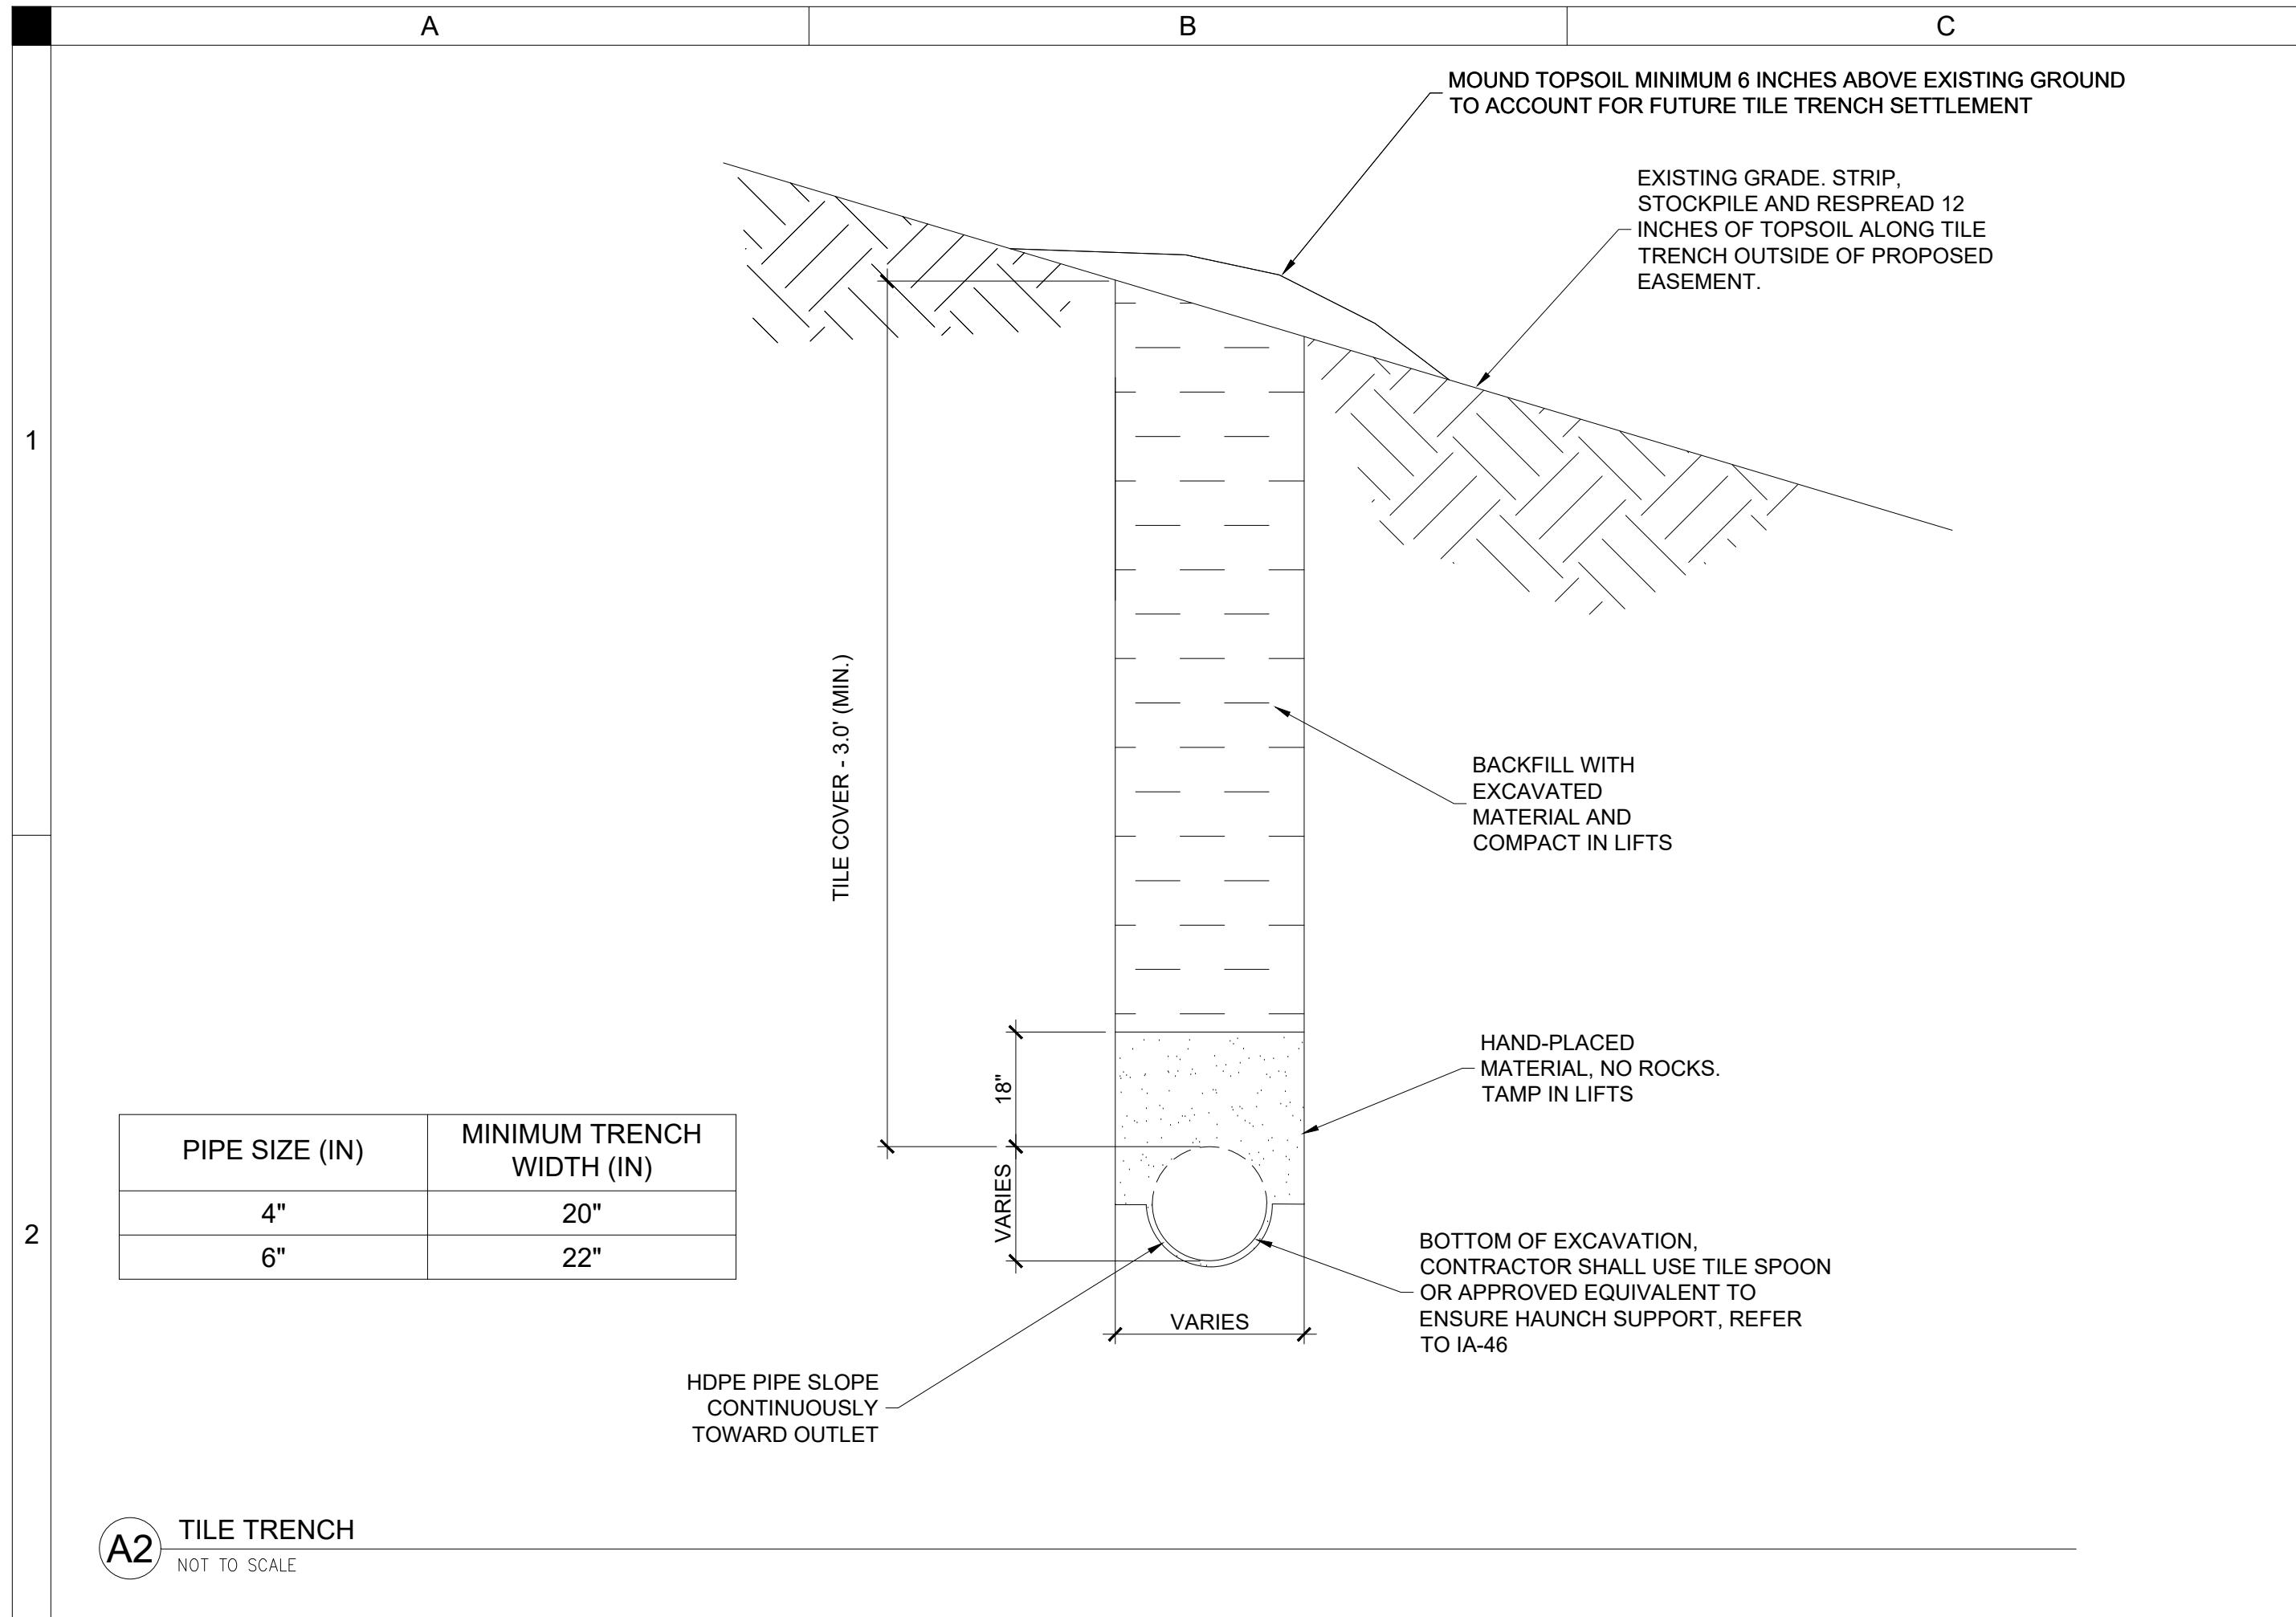 A
B
C
1
2
MOUND TOPSOIL MINIMUM 6 INCHES ABOVE EXISTING GROUND
TO ACCOUNT FOR FUTURE TILE TRENCH SETTLEMENT
EXISTING GRADE. STRIP,
STOCKPILE AND RESPREAD 12
INCHES OF TOPSOIL ALONG TILE
TRENCH OUTSIDE OF PROPOSED
EASEMENT.
TILE COVER - 3.0' (MIN.)
BACKFILL WITH
EXCAVATED
MATERIAL AND
COMPACT IN LIFTS
18"
HAND-PLACED
MATERIAL, NO ROCKS.
TAMP IN LIFTS
VARIES
PIPE SIZE (IN)
MINIMUM TRENCH
WIDTH (IN)
4"
20"
6"
22"
BOTTOM OF EXCAVATION,
CONTRACTOR SHALL USE TILE SPOON
OR APPROVED EQUIVALENT TO
ENSURE HAUNCH SUPPORT, REFER
TO IA-46
VARIES
HDPE PIPE SLOPE
CONTINUOUSLY
TOWARD OUTLET
A2
TILE TRENCH
NOT TO SCALE